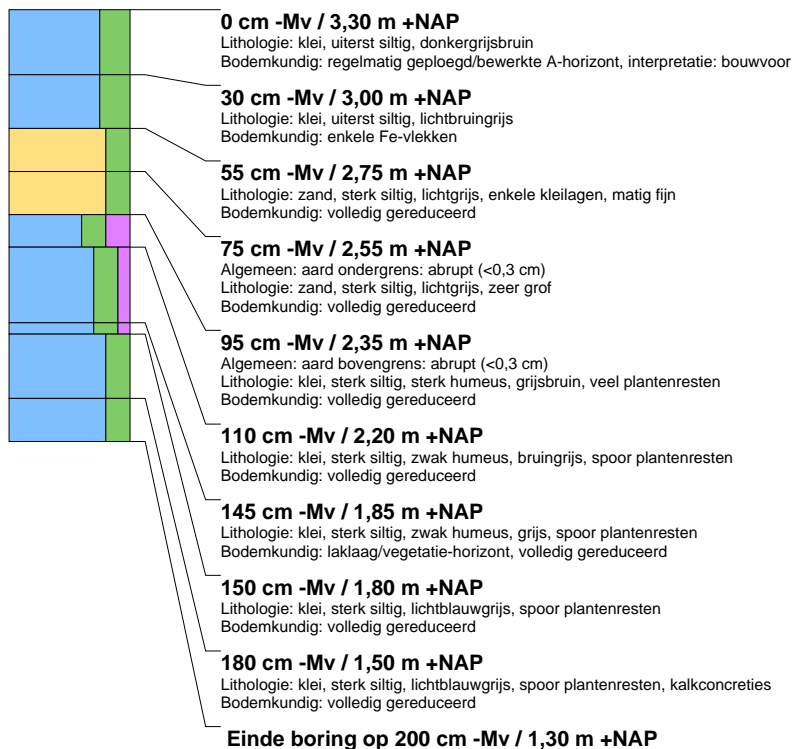 0 cm -Mv / 3,30 m +NAP
Lithologie: klei, uiterst siltig, donkergrijsbruin
Bodemkundig: regelmatig geploegd/bewerkte A-horizont, interpretatie: bouwvoor
30 cm -Mv / 3,00 m +NAP
Lithologie: klei, uiterst siltig, lichtbruingrijs
Bodemkundig: enkele Fe-vlekken
55 cm -Mv / 2,75 m +NAP
Lithologie: zand, sterk siltig, lichtgrijs, enkele kleilagen, matig fijn
Bodemkundig: volledig gereduceerd
75 cm -Mv / 2,55 m +NAP
Algemeen: aard ondergrens: abrupt (<0,3 cm)
Lithologie: zand, sterk siltig, lichtgrijs, zeer grof
Bodemkundig: volledig gereduceerd
95 cm -Mv / 2,35 m +NAP
Algemeen: aard bovengrens: abrupt (<0,3 cm)
Lithologie: klei, sterk siltig, sterk humeus, grijsbruin, veel plantenresten
Bodemkundig: volledig gereduceerd
110 cm -Mv / 2,20 m +NAP
Lithologie: klei, sterk siltig, zwak humeus, bruingrijs, spoor plantenresten
Bodemkundig: volledig gereduceerd
145 cm -Mv / 1,85 m +NAP
Lithologie: klei, sterk siltig, zwak humeus, grijs, spoor plantenresten
Bodemkundig: laklaag/vegetatie-horizont, volledig gereduceerd
150 cm -Mv / 1,80 m +NAP
Lithologie: klei, sterk siltig, lichtblauwgrijs, spoor plantenresten
Bodemkundig: volledig gereduceerd
180 cm -Mv / 1,50 m +NAP
Lithologie: klei, sterk siltig, lichtblauwgrijs, spoor plantenresten, kalkconcreties
Bodemkundig: volledig gereduceerd
Einde boring op 200 cm -Mv / 1,30 m +NAP